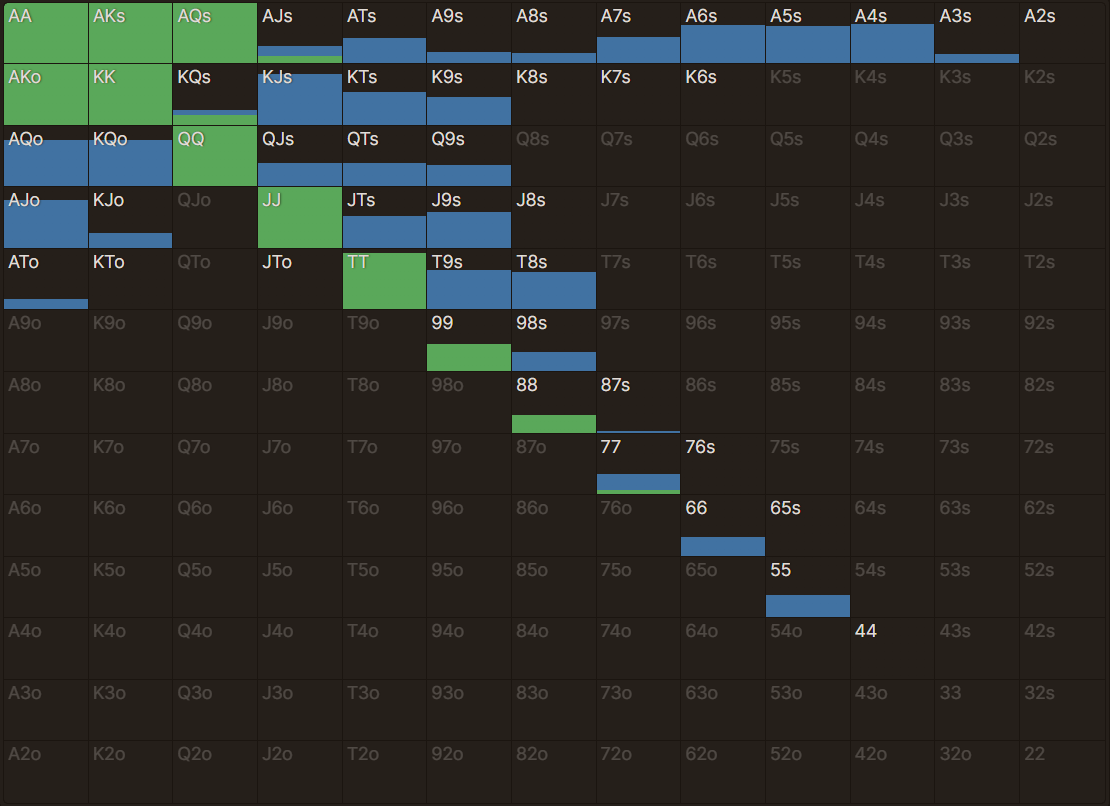 AA AKs AQs AJs ATs A9s A8s A7s A6s A5s A4s A3s A2s
AKo KK KQs KJs KTs K9s K8s K7s K6s K5s K4s K3s K2s
AQo KQo QQ QJs QTs Q9s Q8s Q7s Q6s Q5s Q4s Q3s Q2s
AJo KJo QJo JJ JTs J9s J8s J7s J6s J5s J4s J3s J2s
ATo KTo QTo JTo TT T9s T8s T7s T6s T5s T4s T3s T2s
A9o K9o Q9o J9o T9o 99 98s 97s 96s 95s 94s 93s 92s
A8o K8o Q8o J8o T8o 98o 88 87s 86s 85s 84s 83s 82s
A7o K7o Q7o J7o T7o 97o 87o 77 76s 75s 74s 73s 72s
A6o K6o Q6o J6o T6o 96o 86o 76o 66 65s 64s 63s 62s
A5o K5o Q5o J5o T5o 95o 85o 75o 65o 55 54s 53s 52s
A4o K4o Q4o J4o T4o 94o 84o 74o 64o 54o 44 43s 42s
A3o K3o Q3o J3o T3o 93o 83o 73o 63o 53o 43o 33 32s
A2o K2o Q2o J2o T2o 92o 82o 72o 62o 52o 42o 32o 22